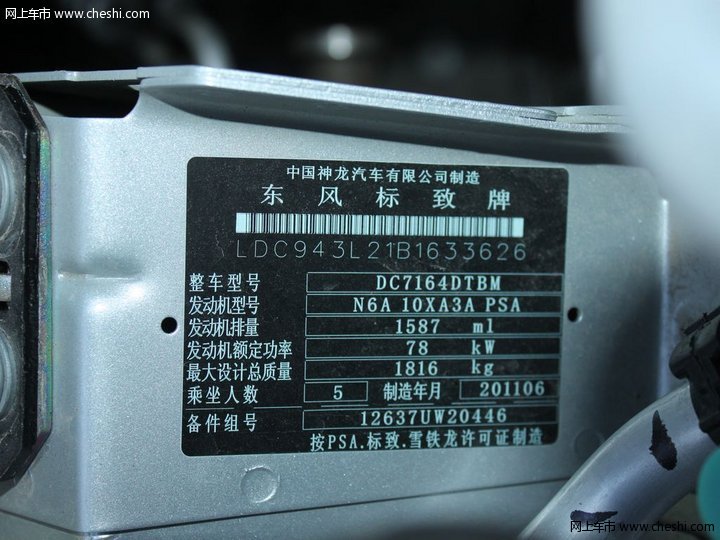 网上车市 www.cheshi.com
中国神龙汽车有限公司制造
东风标致牌
LDC943L21B1633626
整车型号 DC7164DTBM
发动机型号 N6A 10XA3A PSA
发动机排量 1587 ml
发动机额定功率 78 kW
最大设计总质量 1816 kg
乘坐人数 5 制造年月 201106
备件组号 12637UW20446
按PSA.标致.雪铁龙许可证制造
网上车市 www.cheshi.com